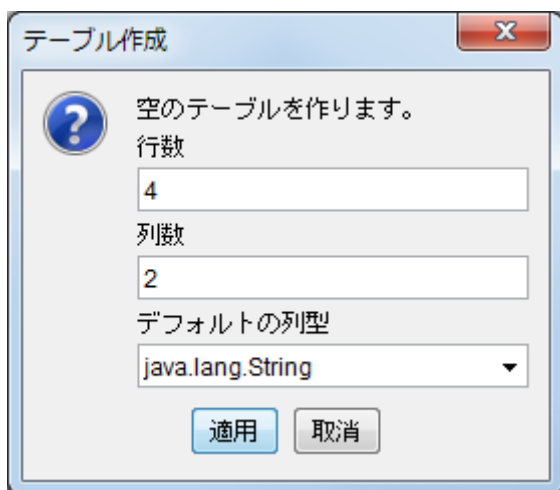 テーブル作成
空のテーブルを作ります。
行数
4
列数
2
デフォルトの列型
java.lang.String
適用 取消